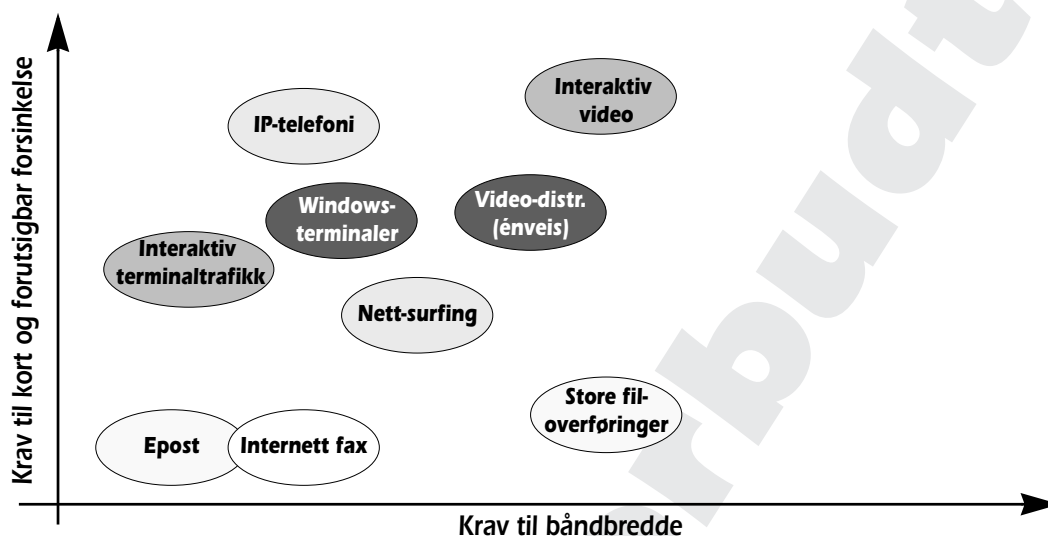 Krav til kort og forutsigbar forsinkelse
Interaktiv
video
IP-telefoni
Windows-
terminaler
Video-distr.
(énveis)
Interaktiv
terminaltrafikk
Nett-surfing
Store fil-
overføringer
Epost
Internett fax
Krav til båndbredde
rbudt